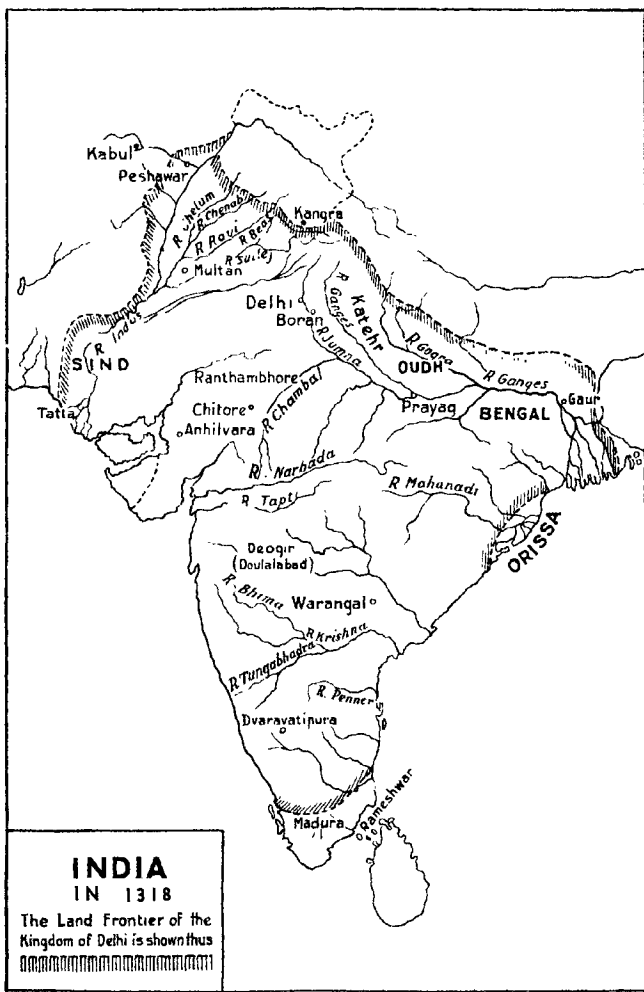 Kabul
Peshawar
R Jhelum
R. Chenab
Kangra
R Ravi
R Beas
R Sutlej
Multan
R Indus
Delhi
Boran
R Ganges
Katehr
R Jumna
OUDH
R Gogra
R Ganges
SIND
Tatta
Ranthambhore
Chitore
Anhilvara
R Chambal
Prayag
BENGAL
Gaur
R. Narbada
R Tapti
R Mahanadi
ORISSA
Deogir
(Doulalabad)
R Bhima
Warangal
R Krishna
R Tungabhadra
R. Penner
Dvaravatipura
Madura
Rameshwar
INDIA
IN 1318
The Land Frontier of the
Kingdom of Delhi is shown thus